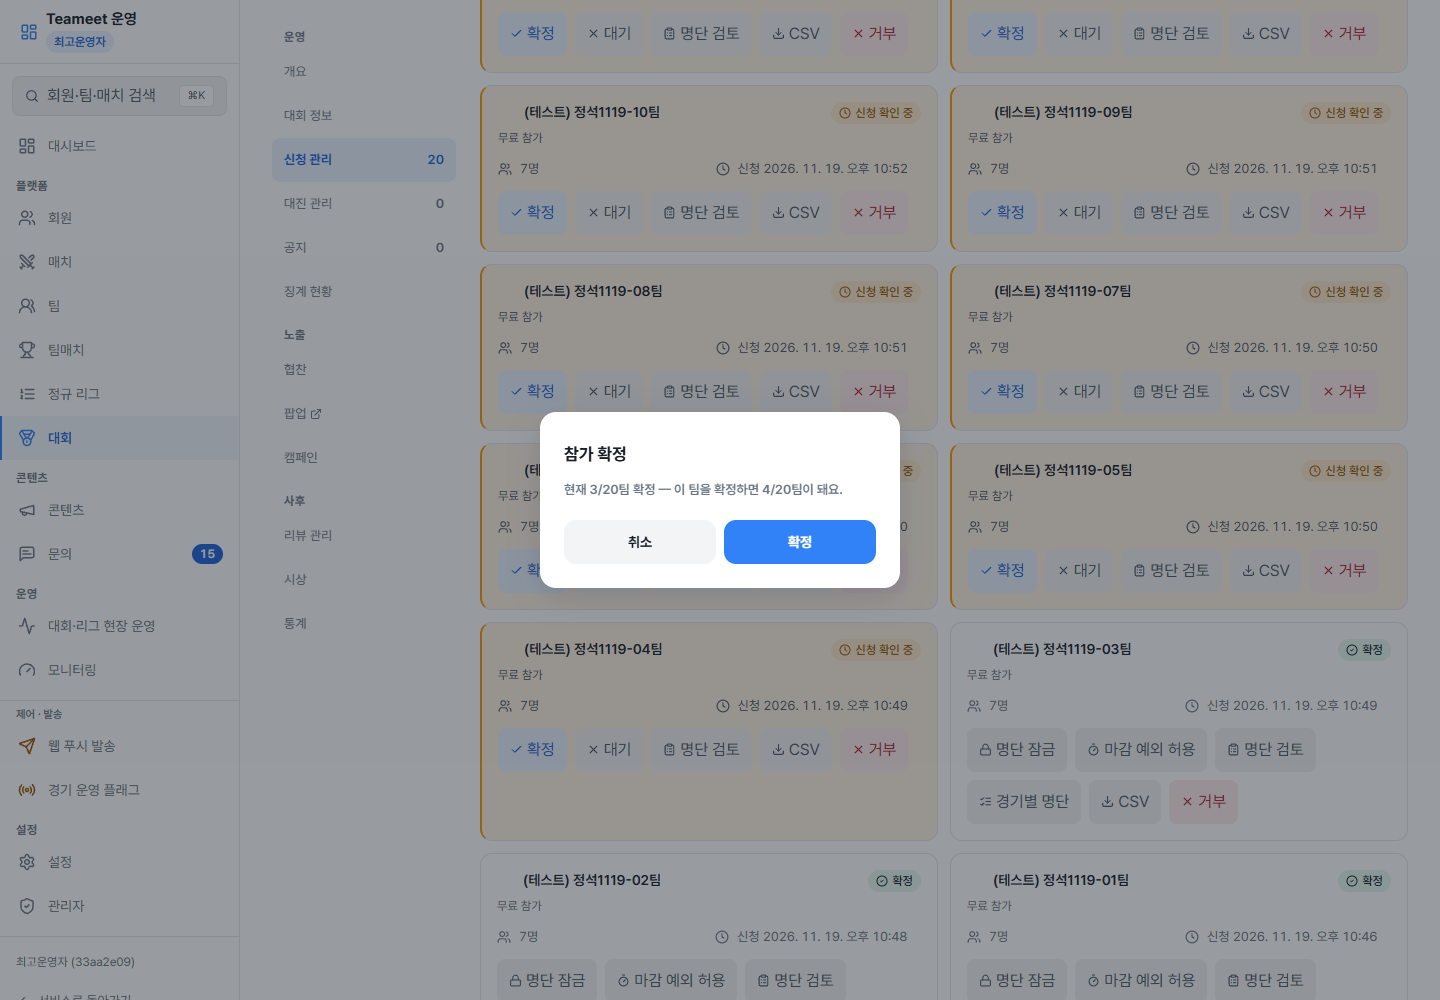 Teameet 운영
최고운영자
회원·팀·매치 검색 ⌘K
대시보드
플랫폼
회원
매치
팀
팀매치
정규 리그
대회
콘텐츠
콘텐츠
문의 15
운영
대회·리그 현장 운영
모니터링
제어 · 발송
웹 푸시 발송
경기 운영 플래그
설정
설정
관리자
최고운영자 (33aa2e09)
운영
개요
대회 정보
신청 관리 20
대진 관리 0
공지 0
징계 현황
노출
협찬
팝업
캠페인
사후
리뷰 관리
시상
통계
확정 대기 명단 검토 CSV 거부
확정 대기 명단 검토 CSV 거부
(테스트) 정석1119-10팀 신청 확인 중
무료 참가
7명 신청 2026. 11. 19. 오후 10:52
확정 대기 명단 검토 CSV 거부
(테스트) 정석1119-09팀 신청 확인 중
무료 참가
7명 신청 2026. 11. 19. 오후 10:51
확정 대기 명단 검토 CSV 거부
(테스트) 정석1119-08팀 신청 확인 중
무료 참가
7명 신청 2026. 11. 19. 오후 10:51
확정 대기 명단 검토 CSV 거부
(테스트) 정석1119-07팀 신청 확인 중
무료 참가
7명 신청 2026. 11. 19. 오후 10:50
확정 대기 명단 검토 CSV 거부
중
무료
7명
(테스트) 정석1119-05팀 신청 확인 중
무료 참가
7명 신청 2026. 11. 19. 오후 10:50
확정 대기 명단 검토 CSV 거부
참가 확정
현재 3/20팀 확정 — 이 팀을 확정하면 4/20팀이 돼요.
취소 확정
(테스트) 정석1119-04팀 신청 확인 중
무료 참가
7명 신청 2026. 11. 19. 오후 10:49
확정 대기 명단 검토 CSV 거부
(테스트) 정석1119-03팀 확정
무료 참가
7명 신청 2026. 11. 19. 오후 10:49
명단 잠금 마감 예외 허용 명단 검토
경기별 명단 CSV 거부
(테스트) 정석1119-02팀 확정
무료 참가
7명 신청 2026. 11. 19. 오후 10:48
명단 잠금 마감 예외 허용 명단 검토
(테스트) 정석1119-01팀 확정
무료 참가
7명 신청 2026. 11. 19. 오후 10:46
명단 잠금 마감 예외 허용 명단 검토